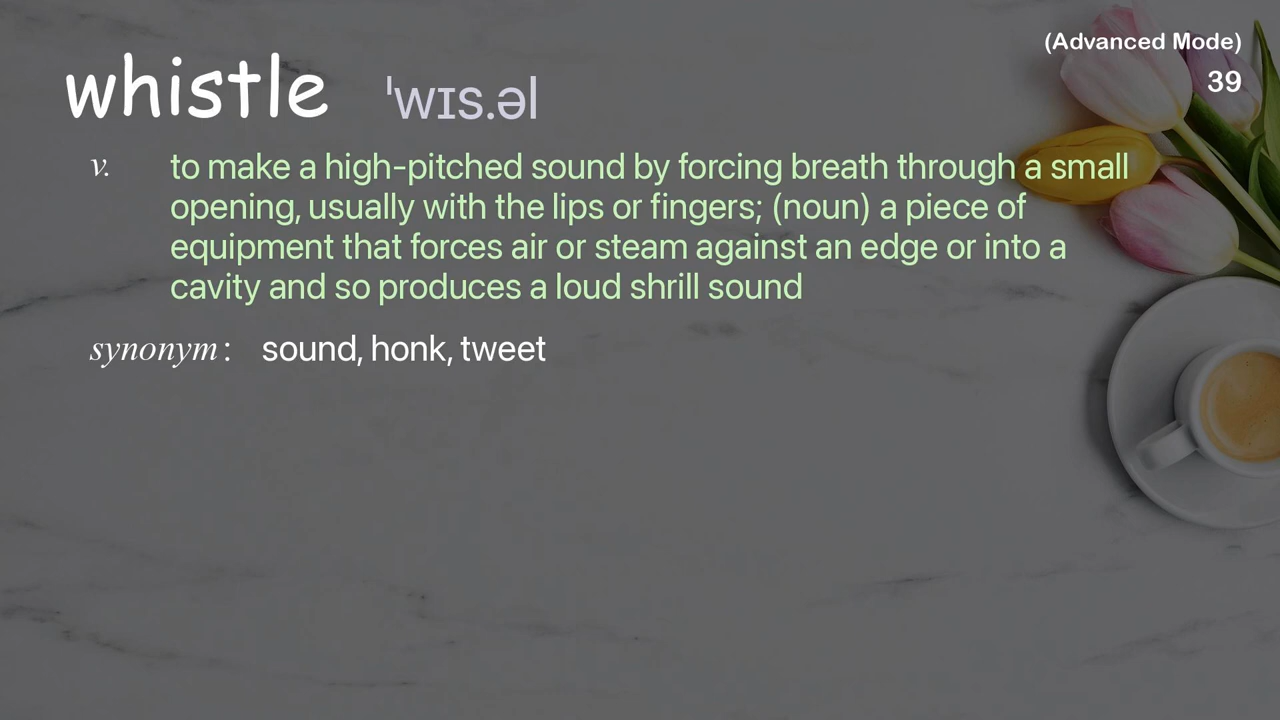 (Advanced Mode)
39
whistle ˈwɪs.əl
v. to make a high-pitched sound by forcing breath through a small
opening, usually with the lips or fingers; (noun) a piece of
equipment that forces air or steam against an edge or into a
cavity and so produces a loud shrill sound
synonym: sound, honk, tweet